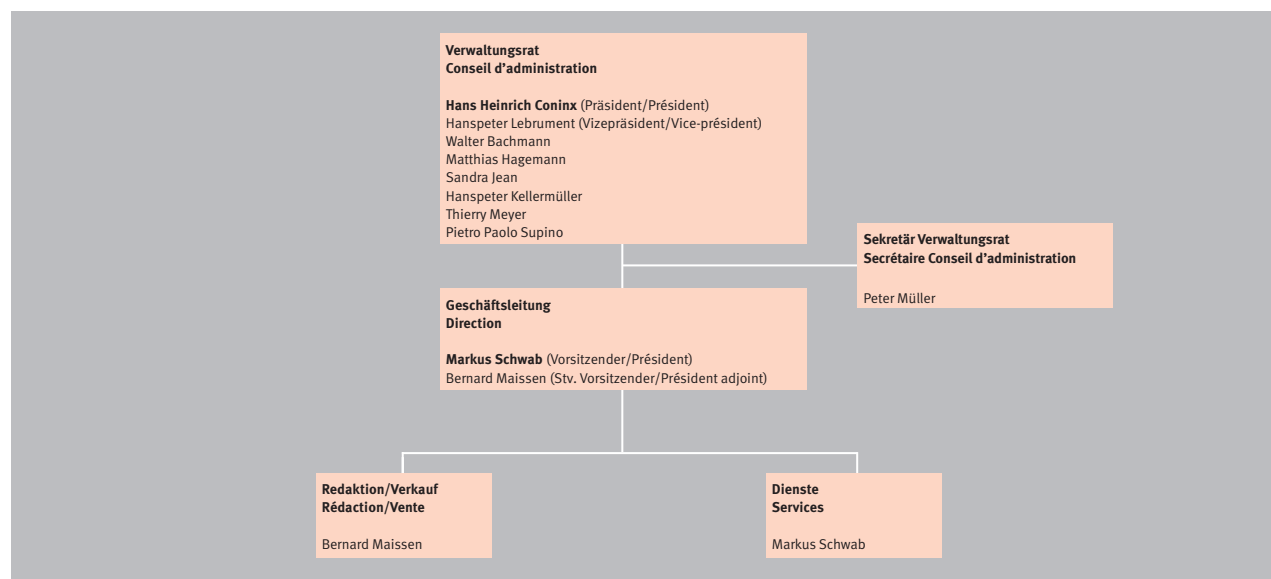 Verwaltungsrat
Conseil d'administration
Hans Heinrich Coninx (Präsident/Président)
Hanspeter Lebrument (Vizepräsident/Vice-président)
Walter Bachmann
Matthias Hagemann
Sandra Jean
Hanspeter Kellermüller
Thierry Meyer
Pietro Paolo Supino
Sekretär Verwaltungsrat
Secrétaire Conseil d'administration
Peter Müller
Geschäftsleitung
Direction
Markus Schwab (Vorsitzender/Président)
Bernard Maissen (Stv. Vorsitzender/Président adjoint)
Redaktion/Verkauf
Rédaction/Vente
Bernard Maissen
Dienste
Services
Markus Schwab